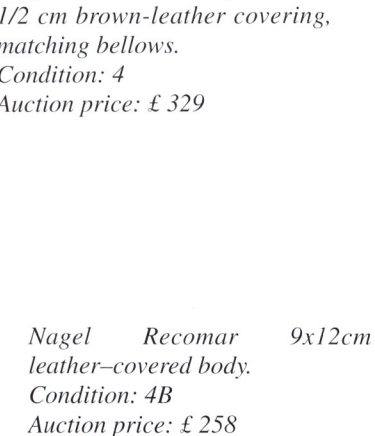 1/2 cm brown-leather covering,
matching bellows.
Condition: 4
Auction price: £ 329
Nagel Recomar 9x12cm
leather–covered body.
Condition: 4B
Auction price: £ 258